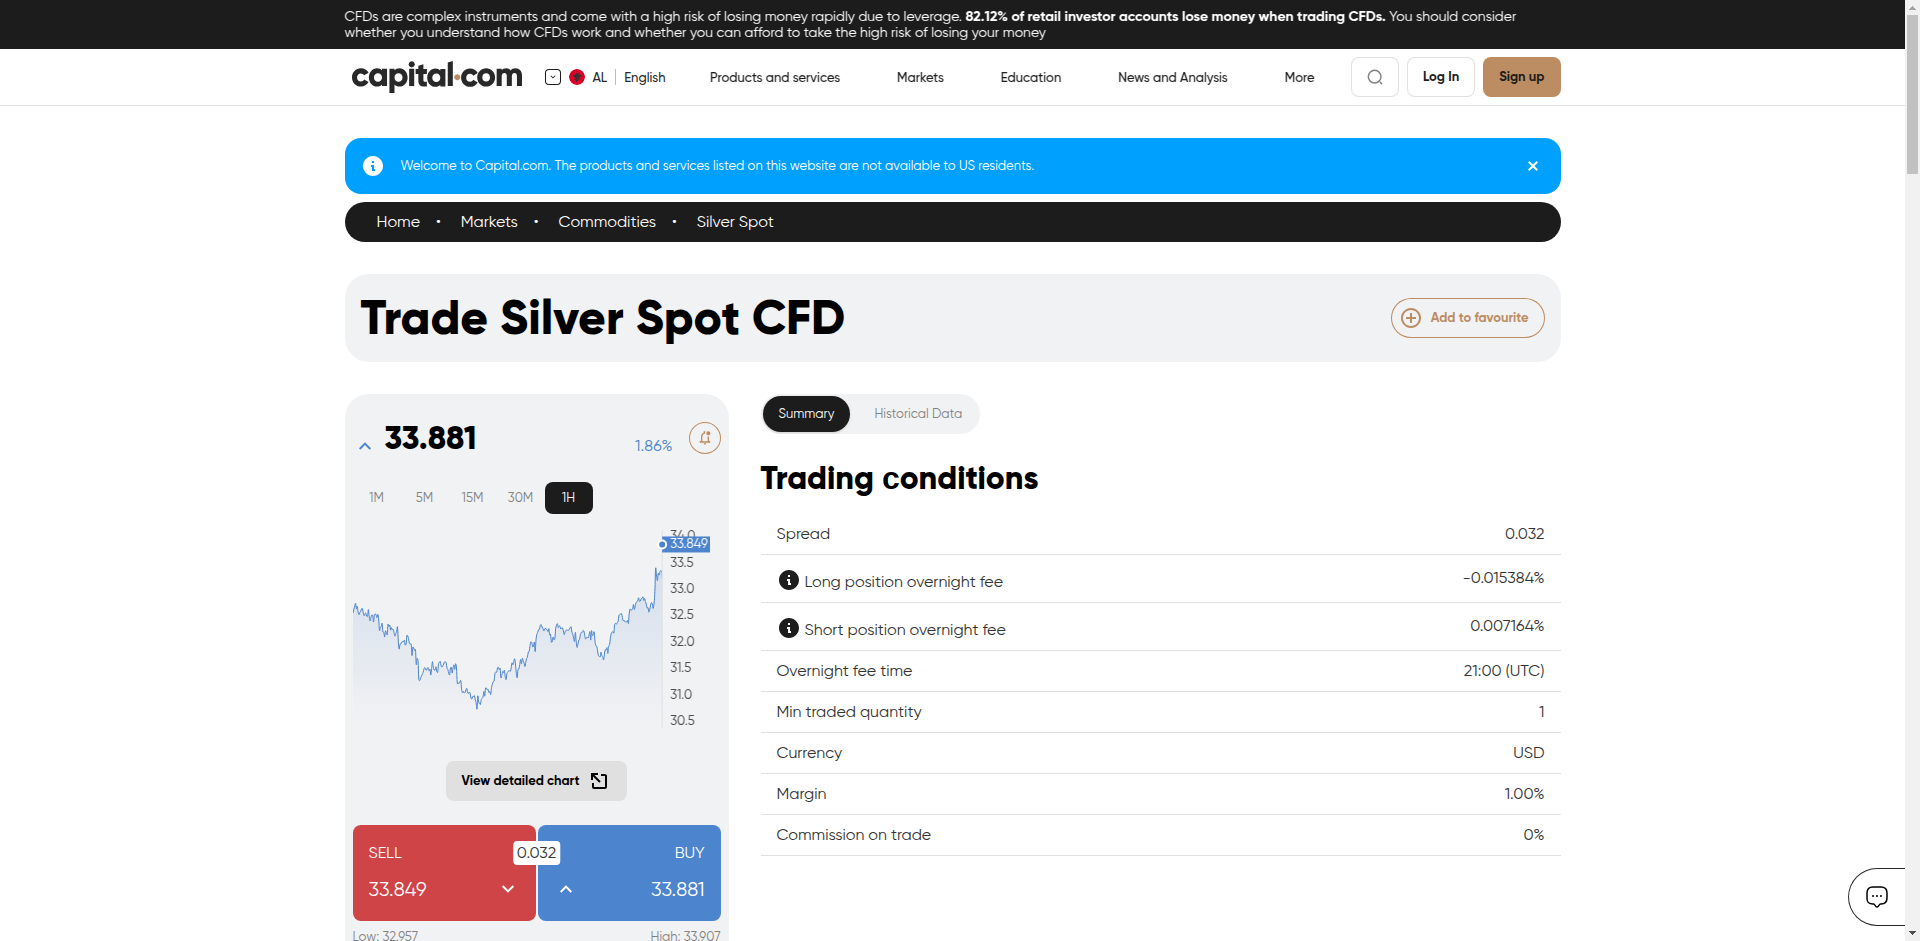 CFDs are complex instruments and come with a high risk of losing money rapidly due to leverage. 82.12% of retail investor accounts lose money when trading CFDs. You should consider
whether you understand how CFDs work and whether you can afford to take the high risk of losing your money
capital.com
AL English
Products and services
Markets
Education
News and Analysis
More
Log In
Sign up
Welcome to Capital.com. The products and services listed on this website are not available to US residents.
Home • Markets • Commodities • Silver Spot
Trade Silver Spot CFD
Add to favourite
33.881
1.86%
1M 5M 15M 30M 1H
34.0
33.849
33.5
33.0
32.5
32.0
31.5
31.0
30.5
View detailed chart
SELL
0.032
BUY
33.849
33.881
Low: 32.957
High: 33.907
Summary
Historical Data
Trading conditions
Spread 0.032
Long position overnight fee -0.015384%
Short position overnight fee 0.007164%
Overnight fee time 21:00 (UTC)
Min traded quantity 1
Currency USD
Margin 1.00%
Commission on trade 0%